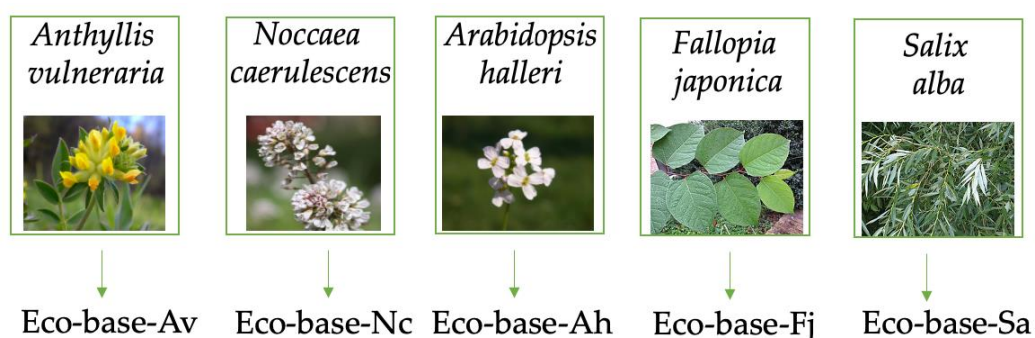 Anthyllis
vulneraria
Noccaea
caerulescens
Arabidopsis
halleri
Fallopia
japonica
Salix
alba
Eco-base-Av
Eco-base-Nc
Eco-base-Ah
Eco-base-Fj
Eco-base-Sa